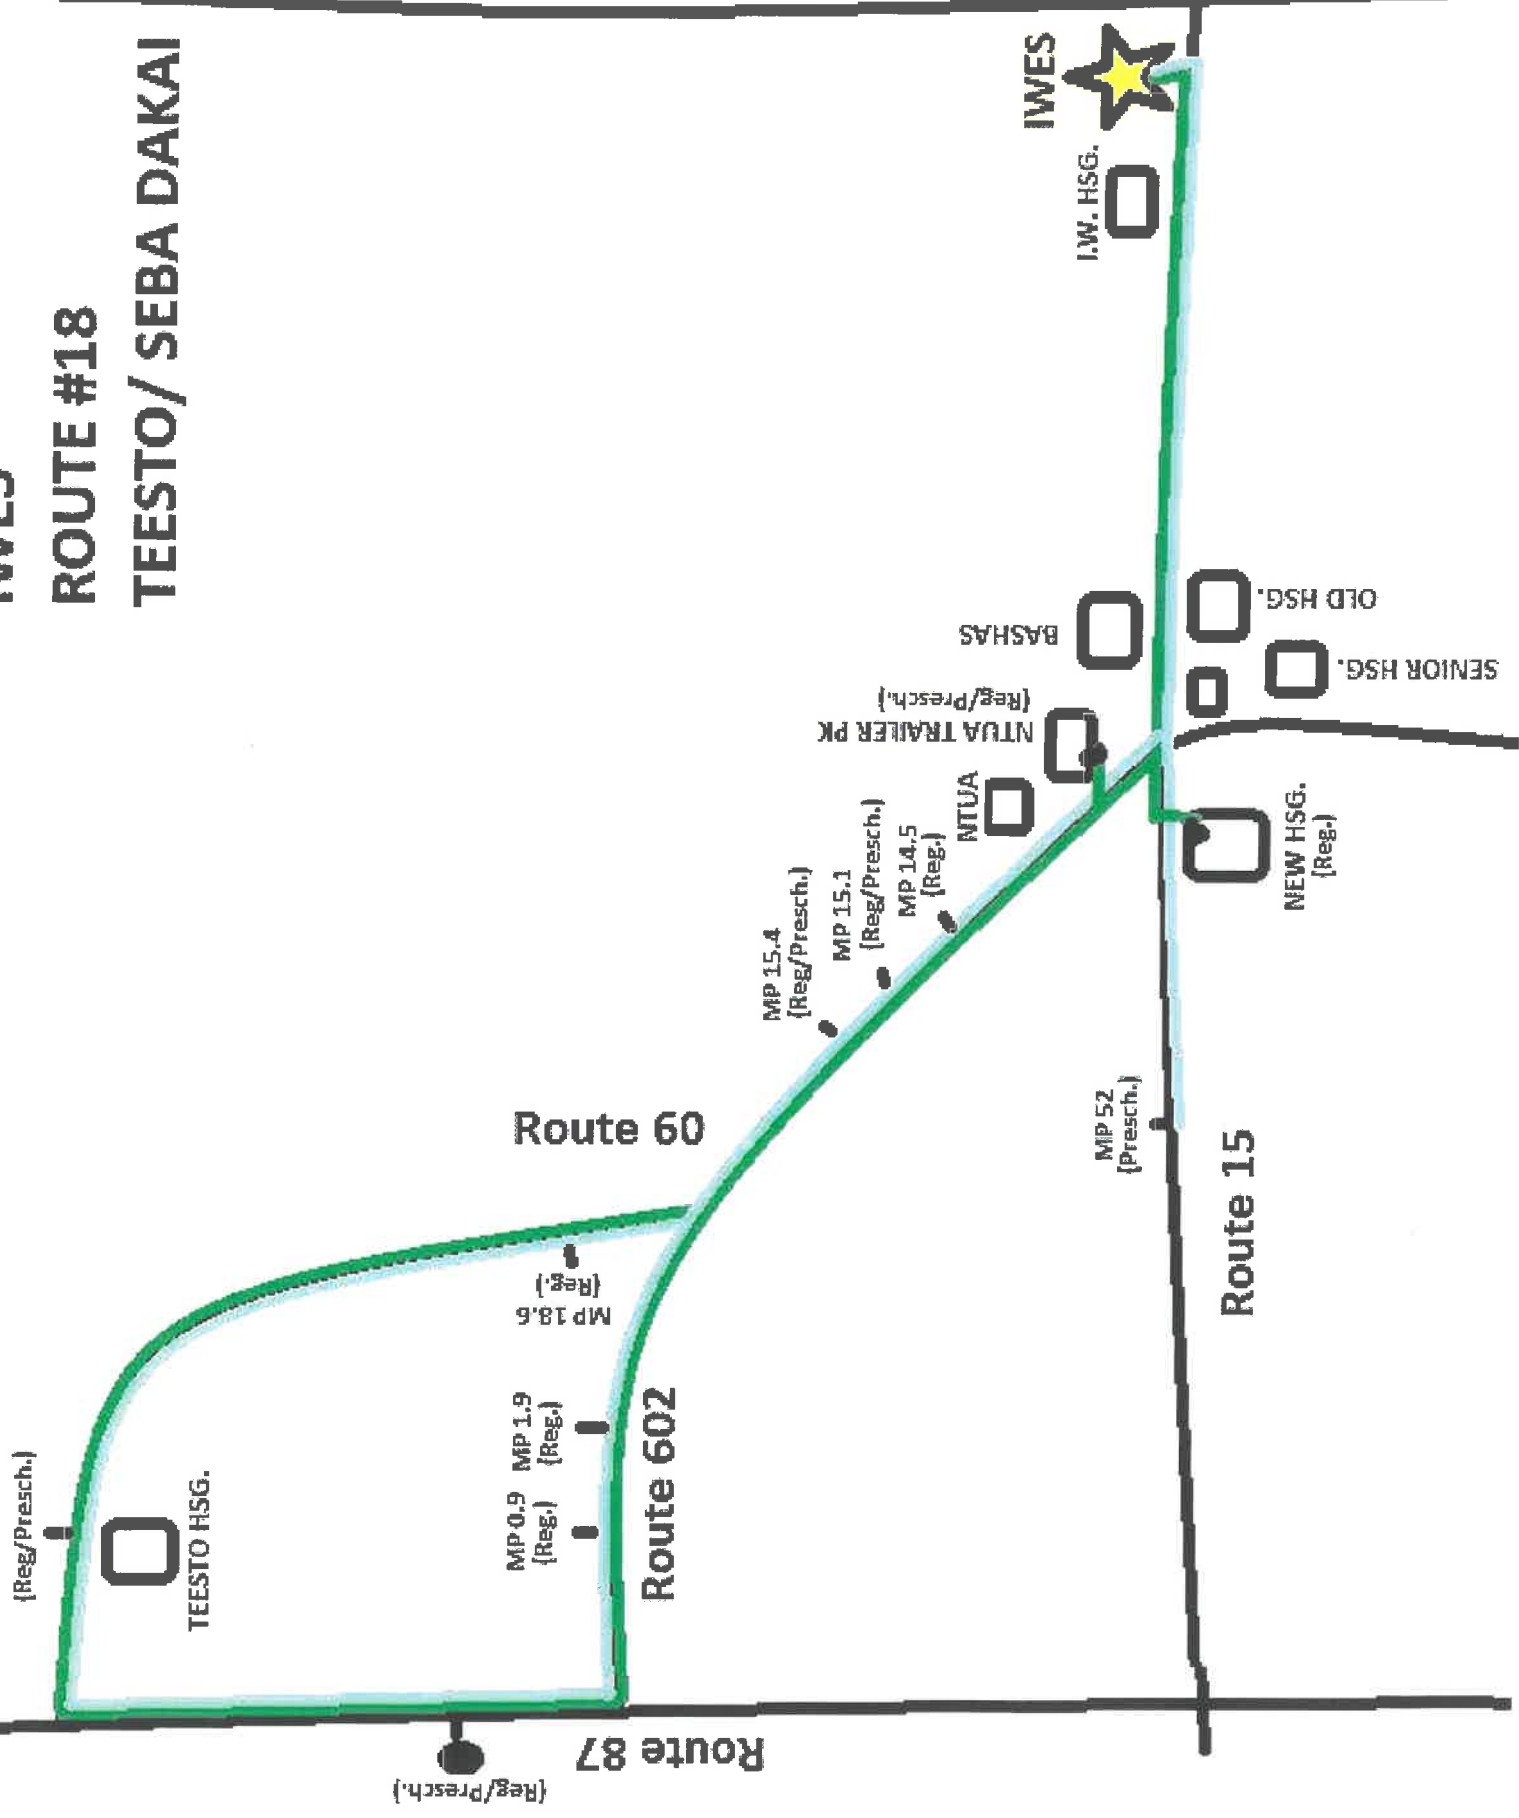 ROUTE #18
TEESTO/ SEBA DAKAI
IWES
I.W. HSG.
BASHAS
OLD HSG.
SENIOR HSG.
NTUA TRAILER PK
(Reg/Presch.)
NTUA
NEW HSG.
(Reg.)
MP 14.5
(Reg.)
MP 15.1
(Reg/Presch.)
MP 15.4
(Reg/Presch.)
MP 52
(Presch.)
Route 15
Route 60
MP 18.6
(Reg.)
MP 1.9
(Reg.)
MP 0.9
(Reg.)
Route 602
(Reg/Presch.)
TEESTO HSG.
Route 87
(Reg/Presch.)